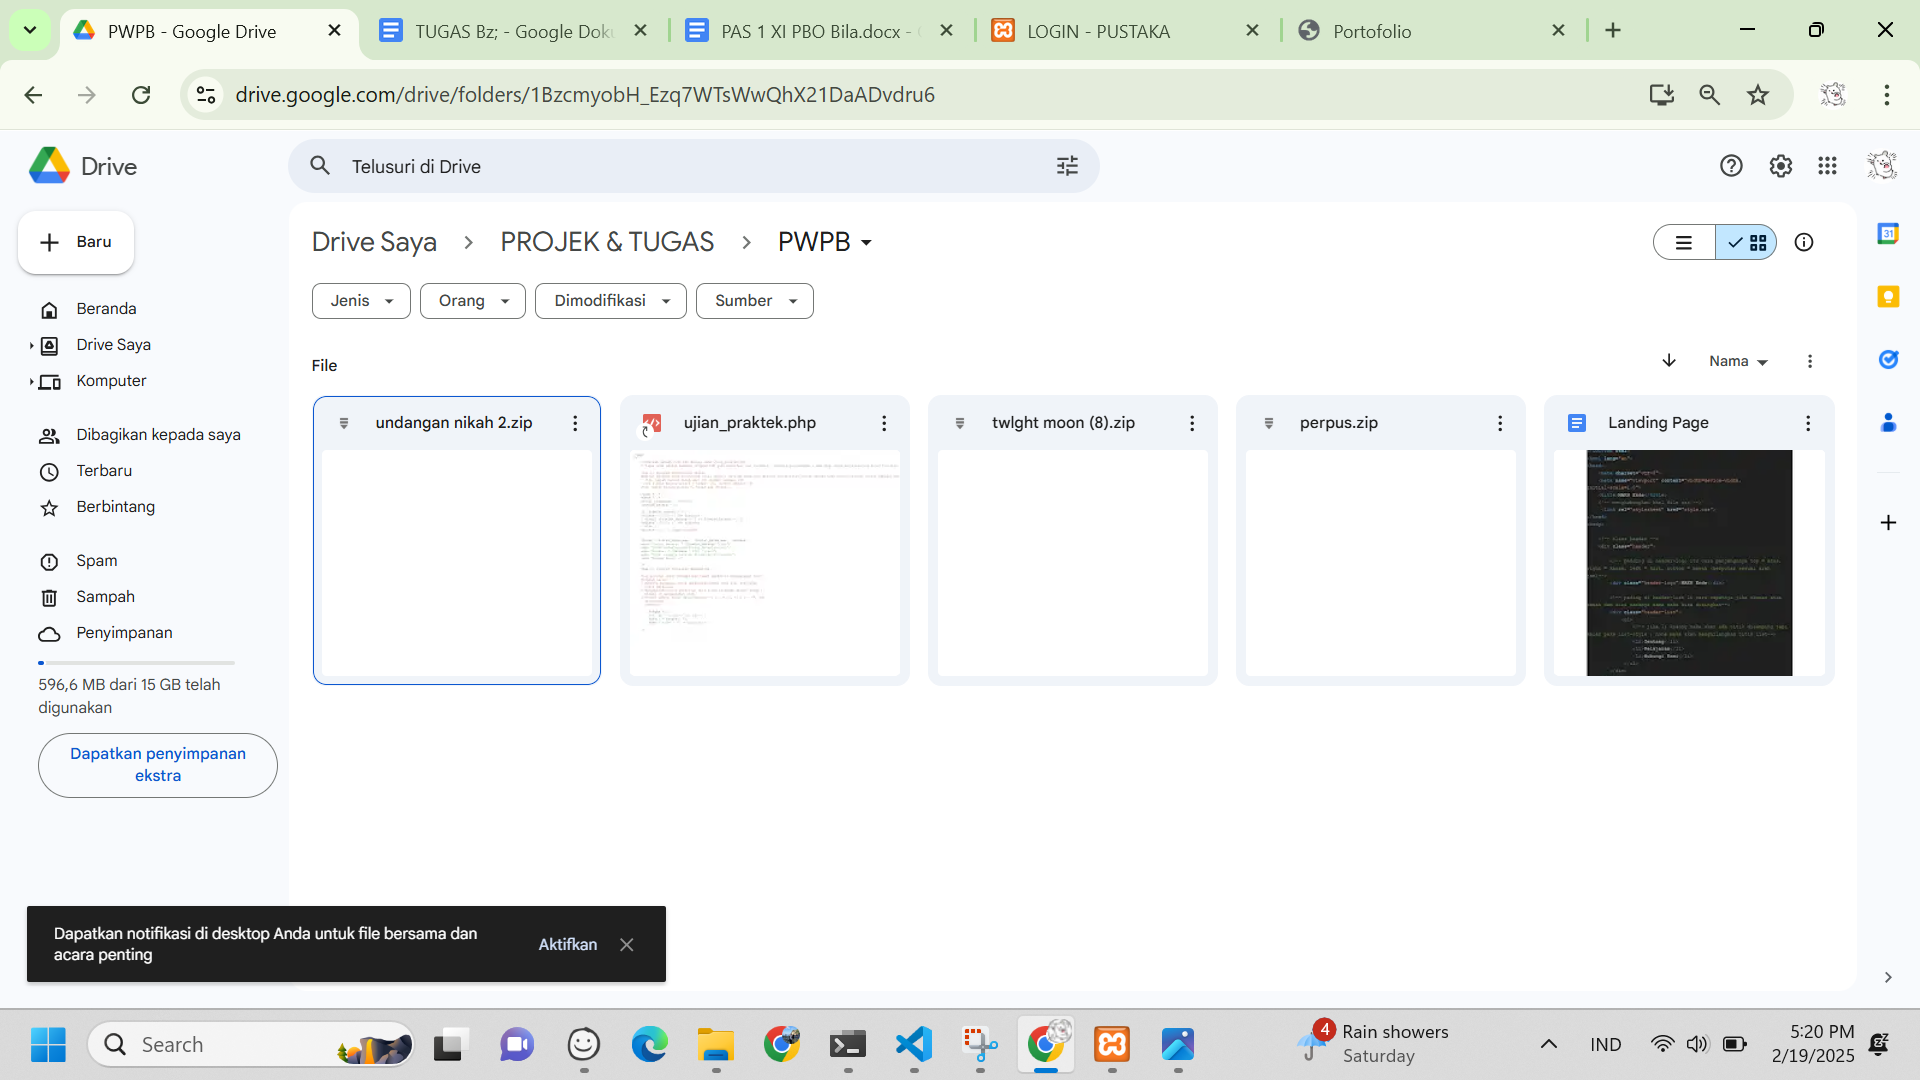 PWPB - Google Drive
TUGAS Bz; - Google Doku
PAS 1 XI PBO Bila.docx -
LOGIN - PUSTAKA
Portofolio
drive.google.com/drive/folders/1BzcmyobH_Ezq7WTsWwQhX21DaADvdru6
Drive
Telusuri di Drive
Baru
Drive Saya
PROJEK & TUGAS
PWPB
31
Jenis
Orang
Dimodifikasi
Sumber
Beranda
Drive Saya
Komputer
Dibagikan kepada saya
Terbaru
Berbintang
Spam
Sampah
Penyimpanan
596,6 MB dari 15 GB telah
digunakan
Dapatkan penyimpanan
ekstra
File
Nama
undangan nikah 2.zip
ujian_praktek.php
twlght moon (8).zip
perpus.zip
Landing Page
Dapatkan notifikasi di desktop Anda untuk file bersama dan
acara penting
Aktifkan
Search
4
Rain showers
Saturday
IND
5:20 PM
2/19/2025